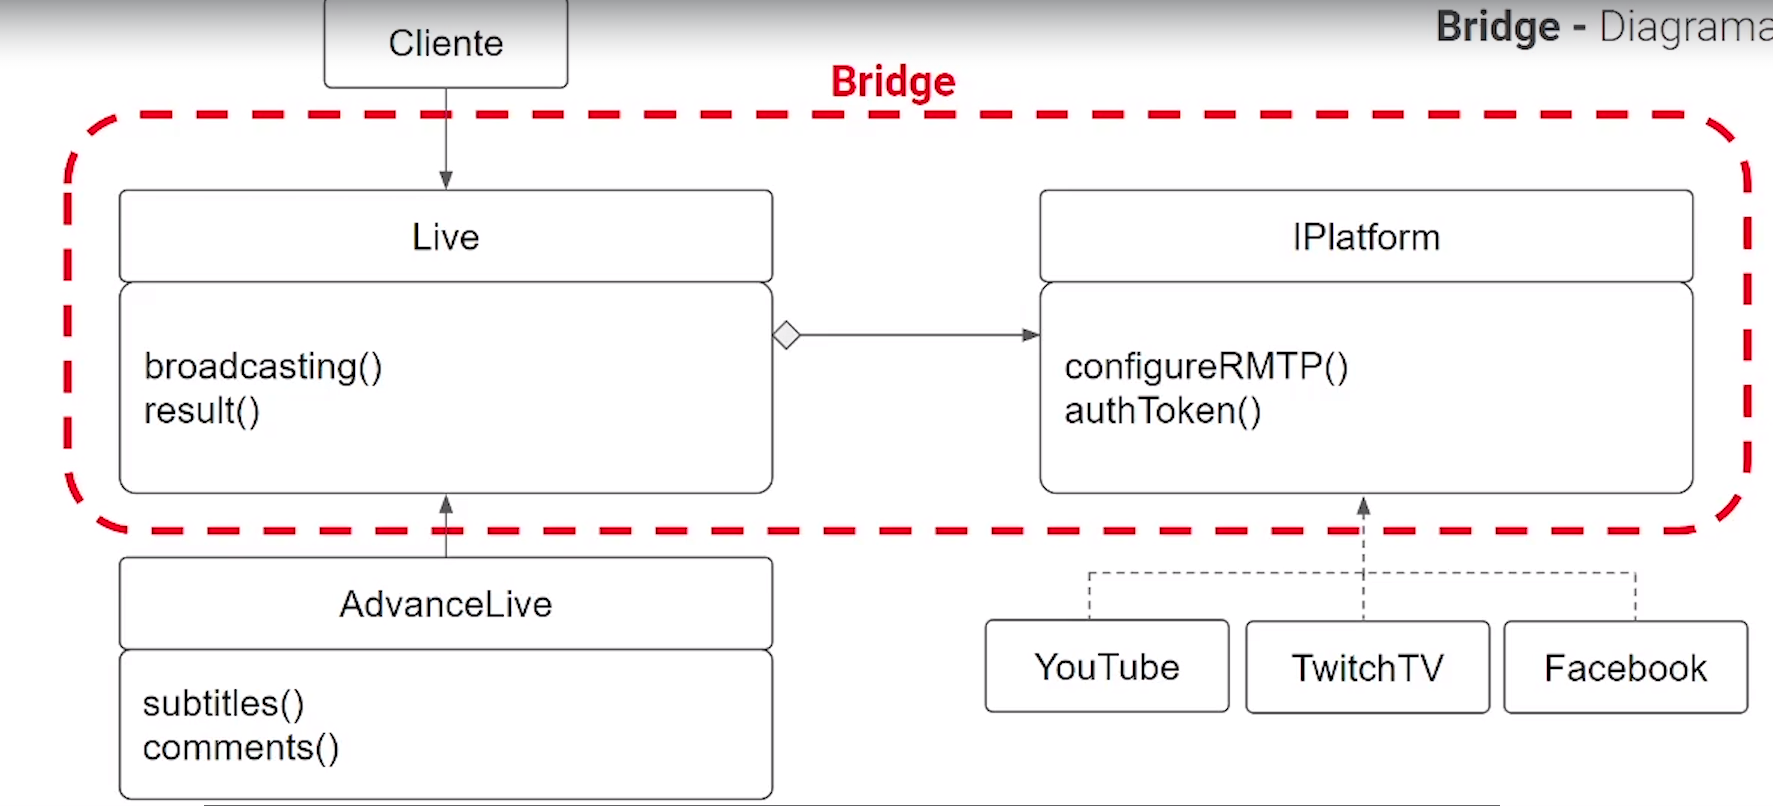 Bridge - Diagrama
Cliente
Bridge
Live
broadcasting()
result()
IPlatform
configureRMTP()
authToken()
AdvanceLive
subtitles()
comments()
YouTube
TwitchTV
Facebook